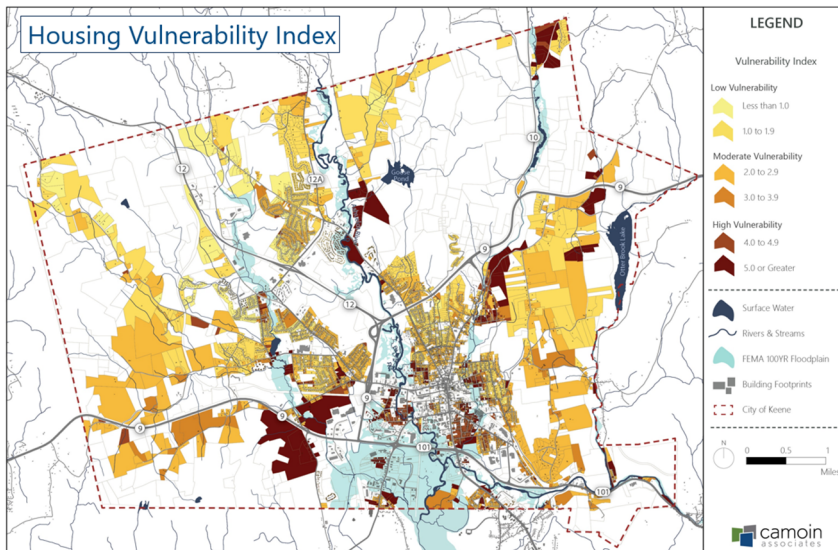 Housing Vulnerability Index
LEGEND
Vulnerability Index
Low Vulnerability
Less than 1.0
1.0 to 1.9
Moderate Vulnerability
2.0 to 2.9
3.0 to 3.9
High Vulnerability
4.0 to 4.9
5.0 or Greater
Surface Water
Rivers & Streams
FEMA 100YR Floodplain
Building Footprints
City of Keene
N
0 0.5 1
Miles
camoin
associates
10
12
12A
Goose
Pond
9
Otter Brook Lake
9
12
9
9
9
101
101